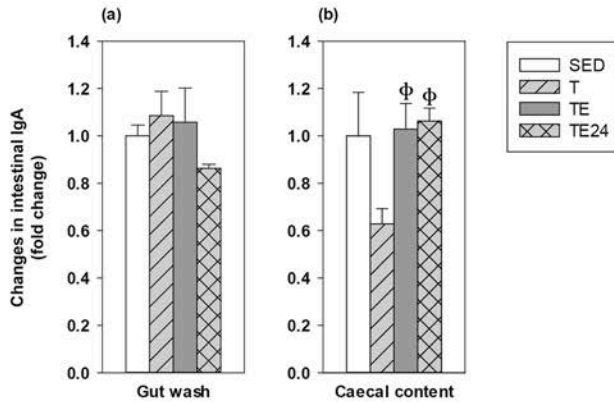 (a)
(b)
SED
T
TE
TE24
Changes in intestinal IgA
(fold change)
1.4
1.2
1.0
0.8
0.6
0.4
0.2
0.0
Gut wash
1.4
1.2
1.0
0.8
0.6
0.4
0.2
0.0
ϕ ϕ
Caecal content